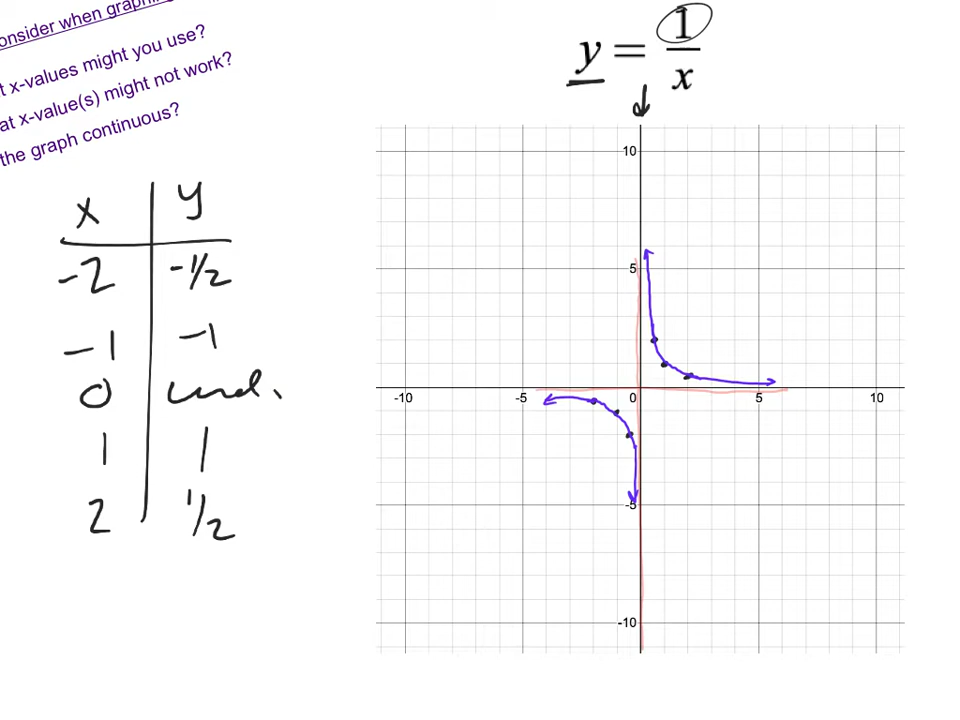 onsider when graphin
t x-values might you use?
at x-value(s) might not work?
the graph continuous?
y = 1/x
x y
-2 -1/2
-1 -1
0 und.
1 1
2 1/2
10
5
-10 -5 0 5 10
-5
-10